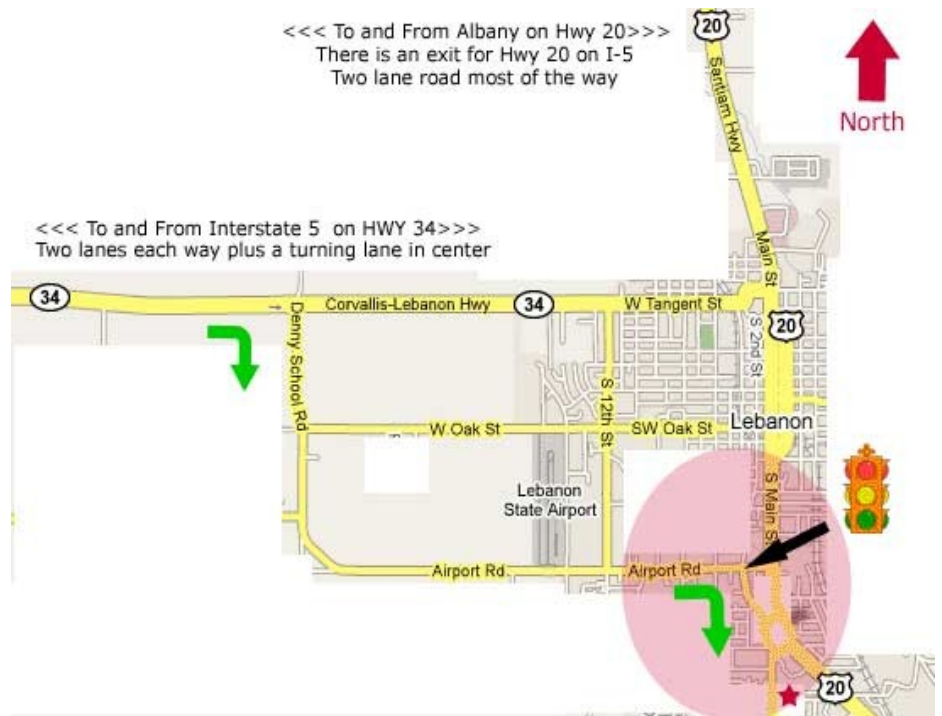 <<< To and From Albany on Hwy 20>>>
There is an exit for Hwy 20 on I-5
Two lane road most of the way
20
Santiam Hwy
North
<<< To and From Interstate 5 on HWY 34>>>
Two lanes each way plus a turning lane in center
Main St
34
Corvallis-Lebanon Hwy
34
W Tangent St
20
S 2nd St
Denny School Rd
S 12th St
W Oak St
SW Oak St
Lebanon
Lebanon
State Airport
S Main St
Airport Rd
Airport Rd
20